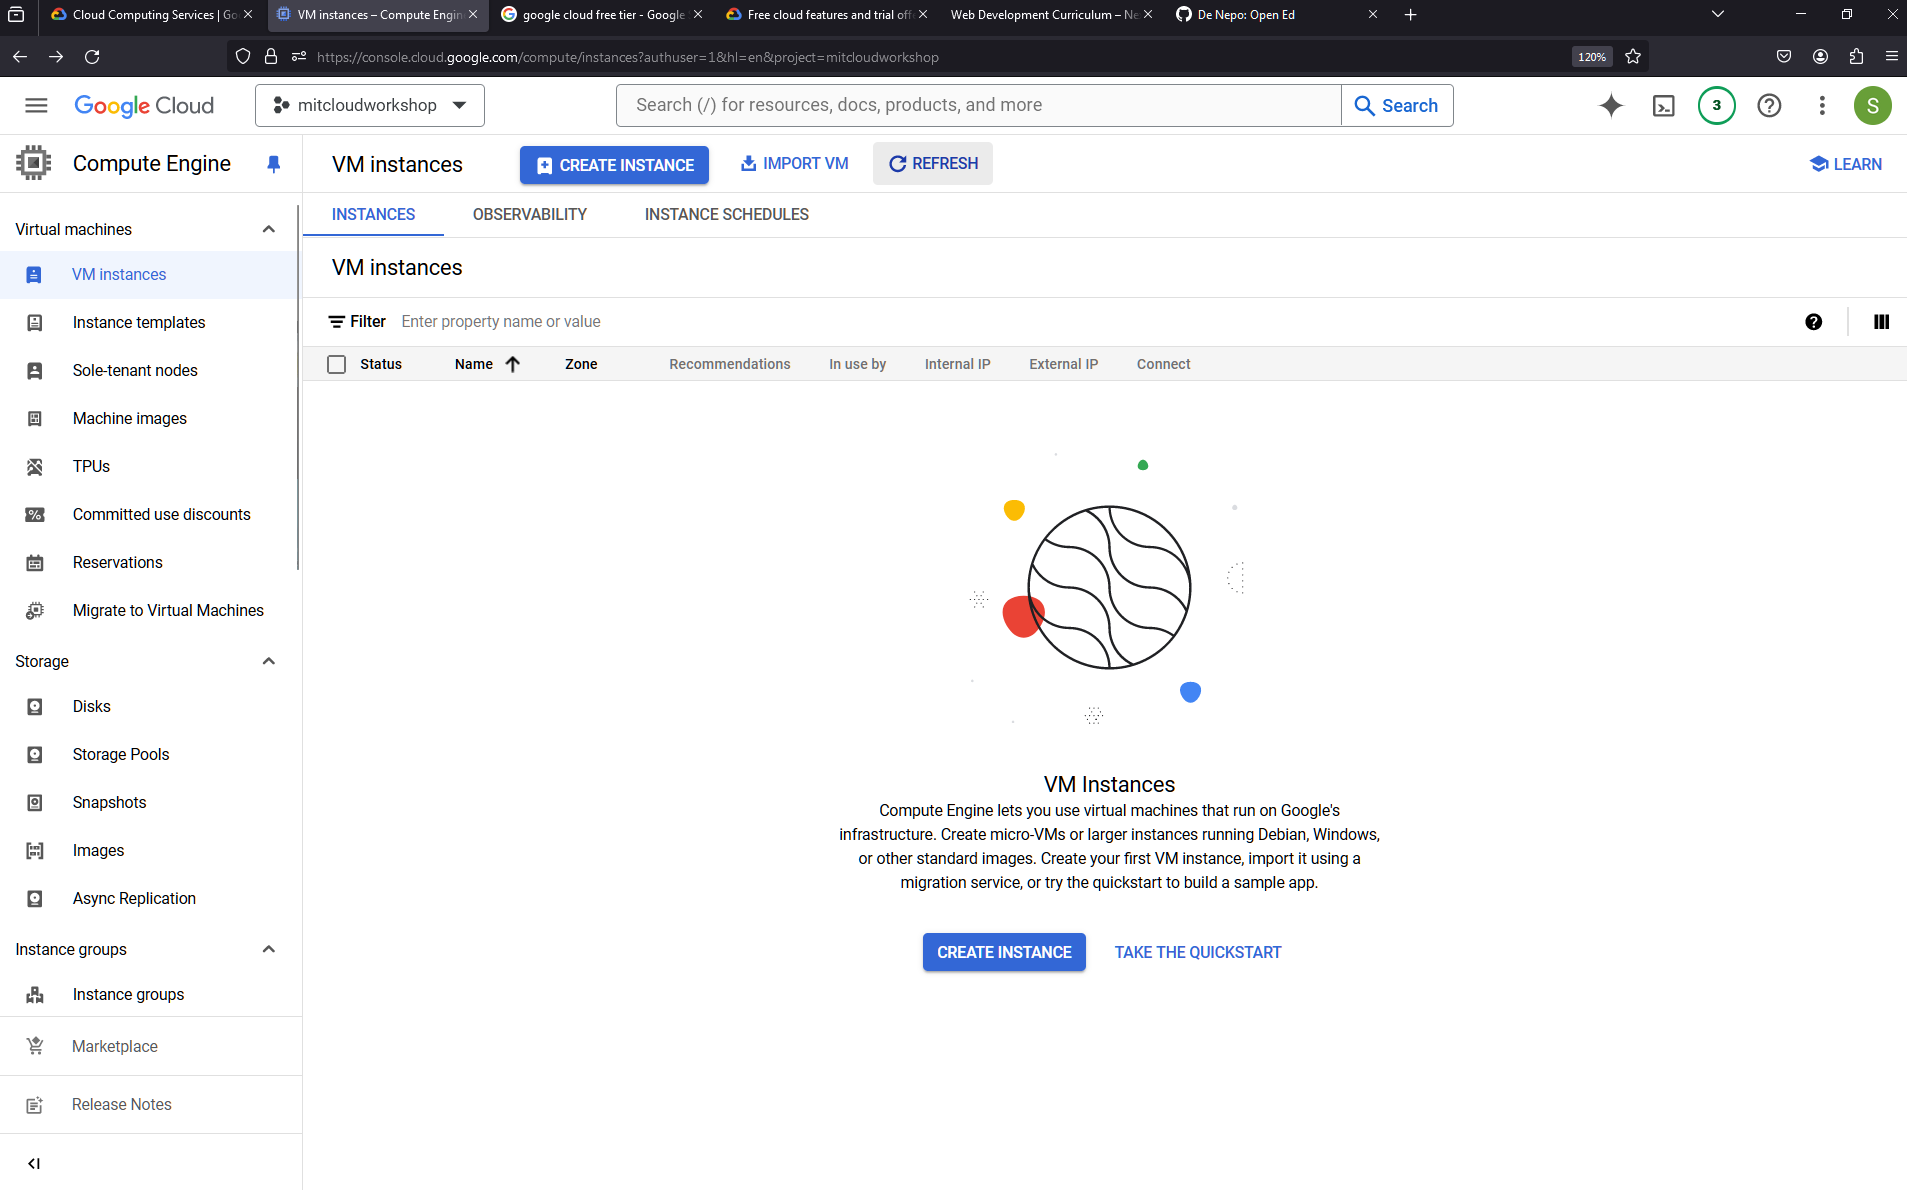 Cloud Computing Services | Go
VM instances – Compute Engin
google cloud free tier - Google
Free cloud features and trial off
Web Development Curriculum – Ne
De Nepo: Open Ed
https://console.cloud.google.com/compute/instances?authuser=1&hl=en&project=mitcloudworkshop
120%
Google Cloud
mitcloudworkshop
Search (/) for resources, docs, products, and more
Search
3
S
Compute Engine
VM instances
CREATE INSTANCE
IMPORT VM
REFRESH
LEARN
INSTANCES
OBSERVABILITY
INSTANCE SCHEDULES
Virtual machines
VM instances
Instance templates
Sole-tenant nodes
Machine images
TPUs
Committed use discounts
Reservations
Migrate to Virtual Machines
Storage
Disks
Storage Pools
Snapshots
Images
Async Replication
Instance groups
Instance groups
Marketplace
Release Notes
VM instances
Filter Enter property name or value
Status Name Zone Recommendations In use by Internal IP External IP Connect
VM Instances
Compute Engine lets you use virtual machines that run on Google's
infrastructure. Create micro-VMs or larger instances running Debian, Windows,
or other standard images. Create your first VM instance, import it using a
migration service, or try the quickstart to build a sample app.
CREATE INSTANCE
TAKE THE QUICKSTART